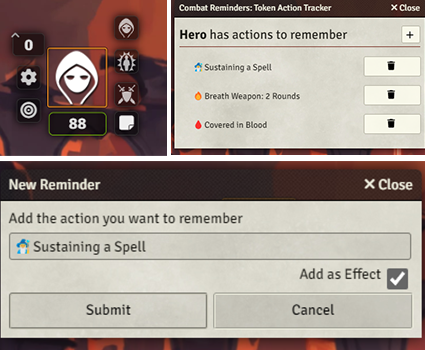 0
88
Combat Reminders: Token Action Tracker
× Close
Hero has actions to remember
+
Sustaining a Spell
Breath Weapon: 2 Rounds
Covered in Blood
New Reminder
× Close
Add the action you want to remember
Sustaining a Spell
Add as Effect
Submit
Cancel